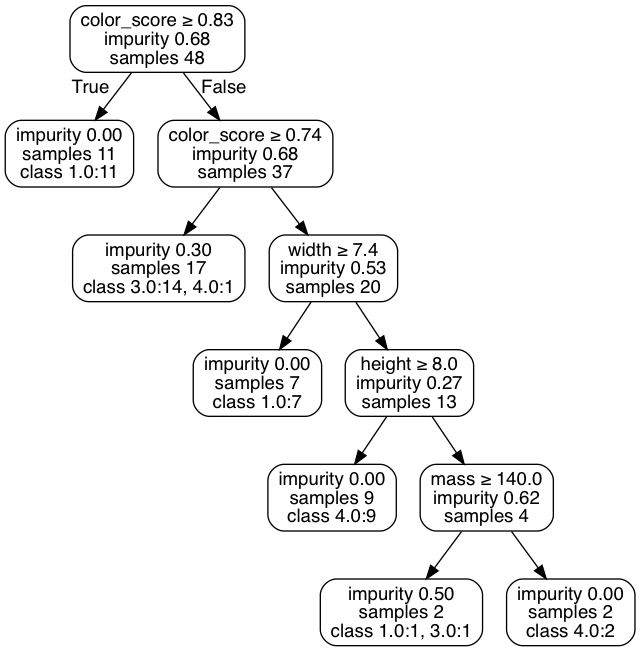 color_score ≥ 0.83
impurity 0.68
samples 48
True
False
impurity 0.00
samples 11
class 1.0:11
color_score ≥ 0.74
impurity 0.68
samples 37
impurity 0.30
samples 17
class 3.0:14, 4.0:1
width ≥ 7.4
impurity 0.53
samples 20
impurity 0.00
samples 7
class 1.0:7
height ≥ 8.0
impurity 0.27
samples 13
impurity 0.00
samples 9
class 4.0:9
mass ≥ 140.0
impurity 0.62
samples 4
impurity 0.50
samples 2
class 1.0:1, 3.0:1
impurity 0.00
samples 2
class 4.0:2